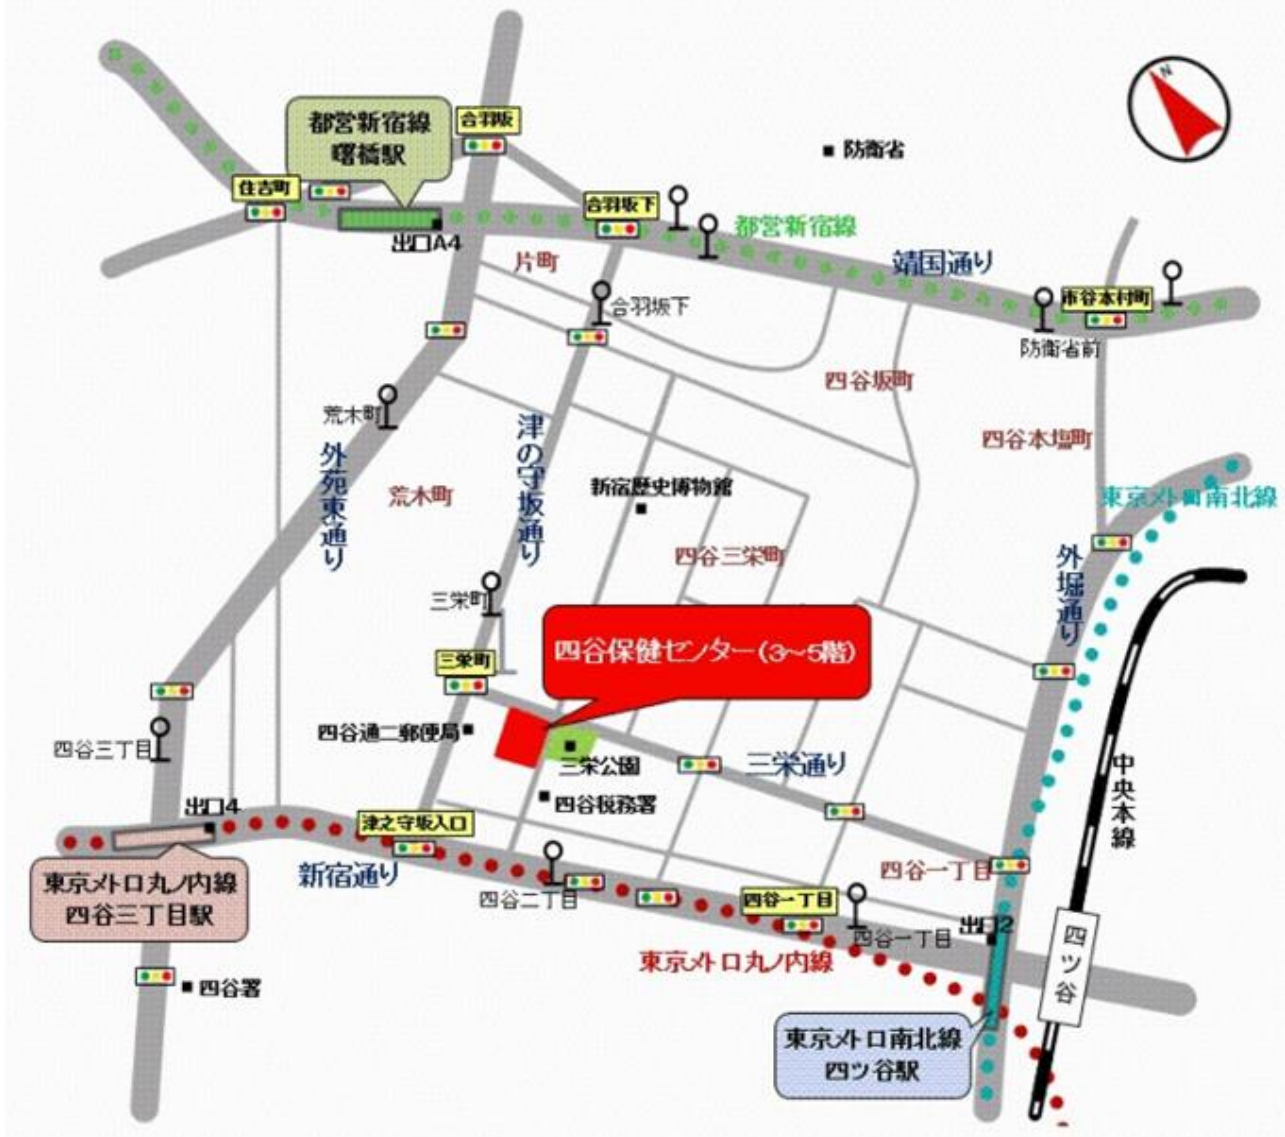 N
都営新宿線
曙橋駅
合羽坂
防衛省
住吉町
合羽坂下
出口A4
都営新宿線
片町
靖国通り
合羽坂下
市谷本村町
防衛省前
四谷坂町
荒木町
津の守坂通り
四谷本塩町
外苑東通り
荒木町
新宿歴史博物館
東京メトロ南北線
四谷三栄町
外堀通り
三栄町
四谷保健センター(3~5階)
三栄町
四谷通二郵便局
四谷三丁目
三栄公園
三栄通り
中央本線
四谷税務署
出口4
津之守坂入口
新宿通り
四谷一丁目
東京メトロ丸ノ内線
四谷三丁目駅
四谷二丁目
四谷一丁目
出口2
四谷一丁目
四ツ谷
東京メトロ丸ノ内線
四谷署
東京メトロ南北線
四ツ谷駅